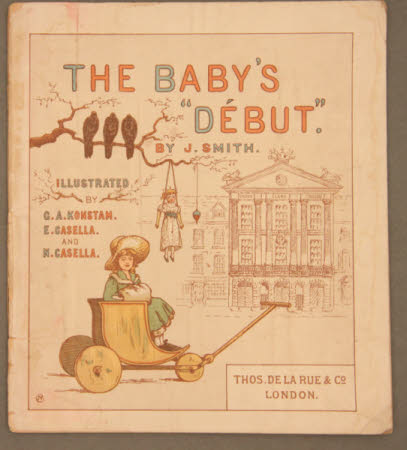 THE BABY'S
"DÉBUT".
BY J. SMITH.
ILLUSTRATED
BY
G. A. KONSTAM.
E. CASELLA.
AND
N. CASELLA.
THOS. DE LA RUE & Co
LONDON.